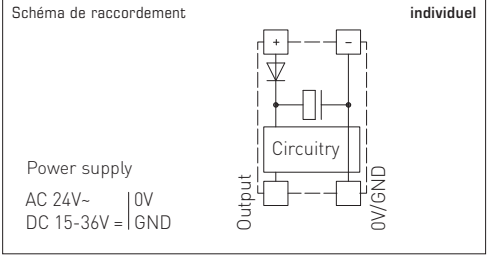 Schéma de raccordement
individuel
+ −
Circuitry
Power supply
AC 24V~ | 0V
DC 15-36V = | GND
Output
0V/GND